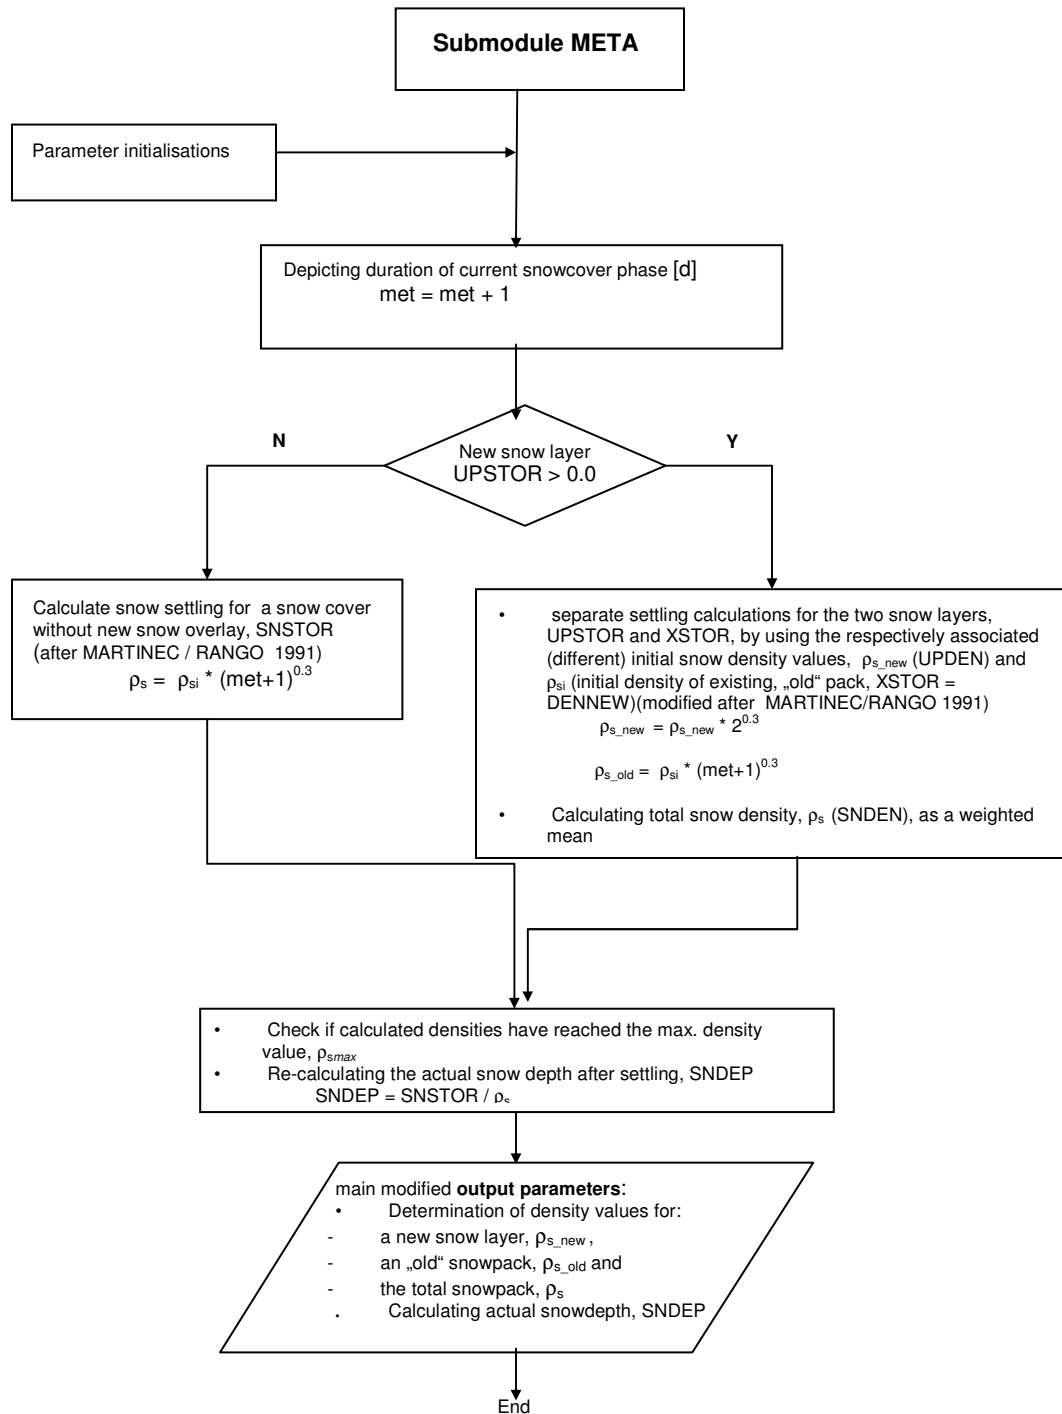 Submodule META
Parameter initialisations
Depicting duration of current snowcover phase [d]
met = met + 1
N
Y
New snow layer
UPSTOR > 0.0
Calculate snow settling for a snow cover
without new snow overlay, SNSTOR
(after MARTINEC / RANGO 1991)
ρsi = ρsi * (met+1)0.3
• separate settling calculations for the two snow layers,
UPSTOR and XSTOR, by using the respectively associated
(different) initial snow density values, ρs_new (UPDEN) and
ρsi (initial density of existing, „old“ pack, XSTOR =
DENNEW)(modified after MARTINEC/RANGO 1991)
ρs_new = ρs_new * 2^0.3
ρs_old = ρsi * (met+1)^0.3
• Calculating total snow density, ρs (SNDEN), as a weighted
mean
• Check if calculated densities have reached the max. density
value, ρsmax
• Re-calculating the actual snow depth after settling, SNDEP
SNDEP = SNSTOR / ρs
main modified output parameters:
• Determination of density values for:
- a new snow layer, ρs_new ,
- an „old“ snowpack, ρs_old and
- the total snowpack, ρs
. Calculating actual snowdepth, SNDEP
End